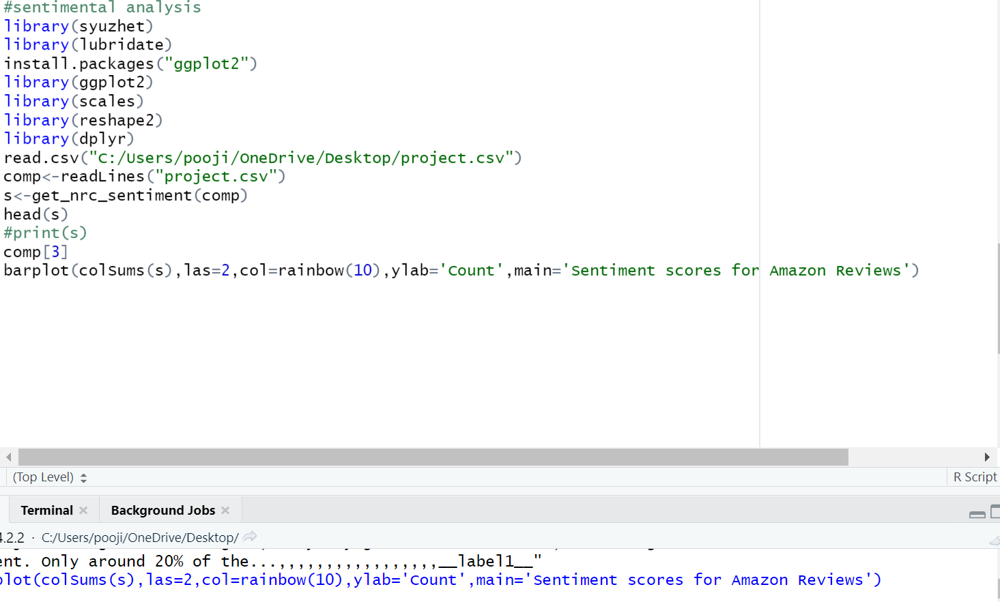 #sentimental analysis
library(syuzhet)
library(lubridate)
install.packages("ggplot2")
library(ggplot2)
library(scales)
library(reshape2)
library(dplyr)
read.csv("C:/Users/pooji/OneDrive/Desktop/project.csv")
comp<-readLines("project.csv")
s<-get_nrc_sentiment(comp)
head(s)
#print(s)
comp[3]
barplot(colSums(s),las=2,col=rainbow(10),ylab='Count',main='Sentiment scores for Amazon Reviews')
(Top Level) R Script
Terminal Background Jobs
4.2.2 · C:/Users/pooji/OneDrive/Desktop/
ent. Only around 20% of the...,,,,,,,,,,,,,,,,,__label1__"
plot(colSums(s),las=2,col=rainbow(10),ylab='Count',main='Sentiment scores for Amazon Reviews')